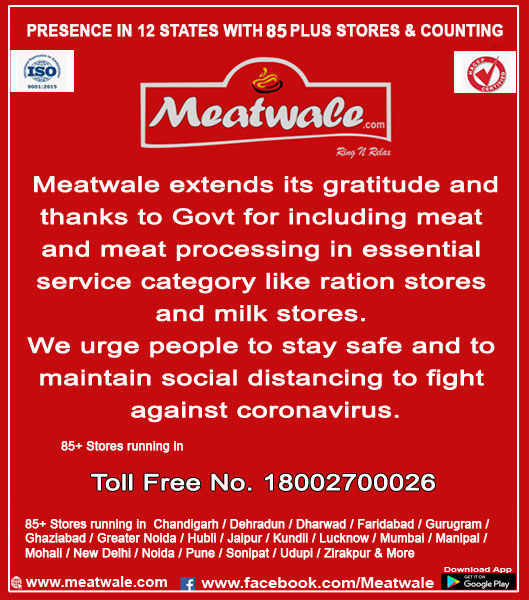 PRESENCE IN 12 STATES WITH 85 PLUS STORES & COUNTING
ISO
9001:2015
HACCP
CERTIFIED
Meatwale.com
Ring N Relax
Meatwale extends its gratitude and
thanks to Govt for including meat
and meat processing in essential
service category like ration stores
and milk stores.
We urge people to stay safe and to
maintain social distancing to fight
against coronavirus.
85+ Stores running in
Toll Free No. 18002700026
85+ Stores running in Chandigarh / Dehradun / Dharwad / Faridabad / Gurugram /
Ghaziabad / Greater Noida / Hubli / Jaipur / Kundli / Lucknow / Mumbai / Manipal /
Mohali / New Delhi / Noida / Pune / Sonipat / Udupi / Zirakpur & More
Download App
www.meatwale.com f www.facebook.com/Meatwale GET IT ON Google Play